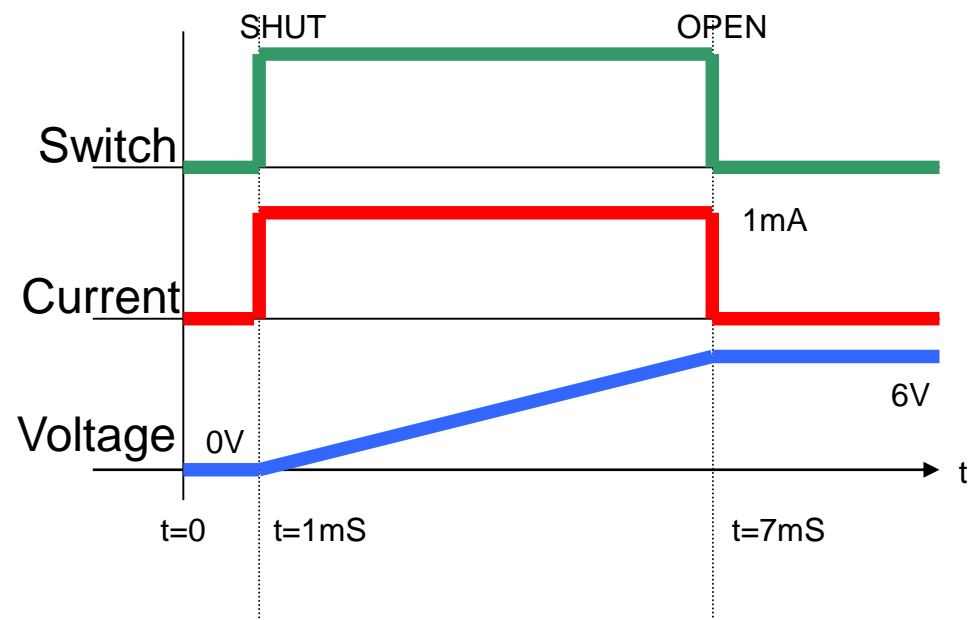 SHUT OPEN
Switch
1mA
Current
6V
Voltage 0V
t
t=0 t=1mS t=7mS